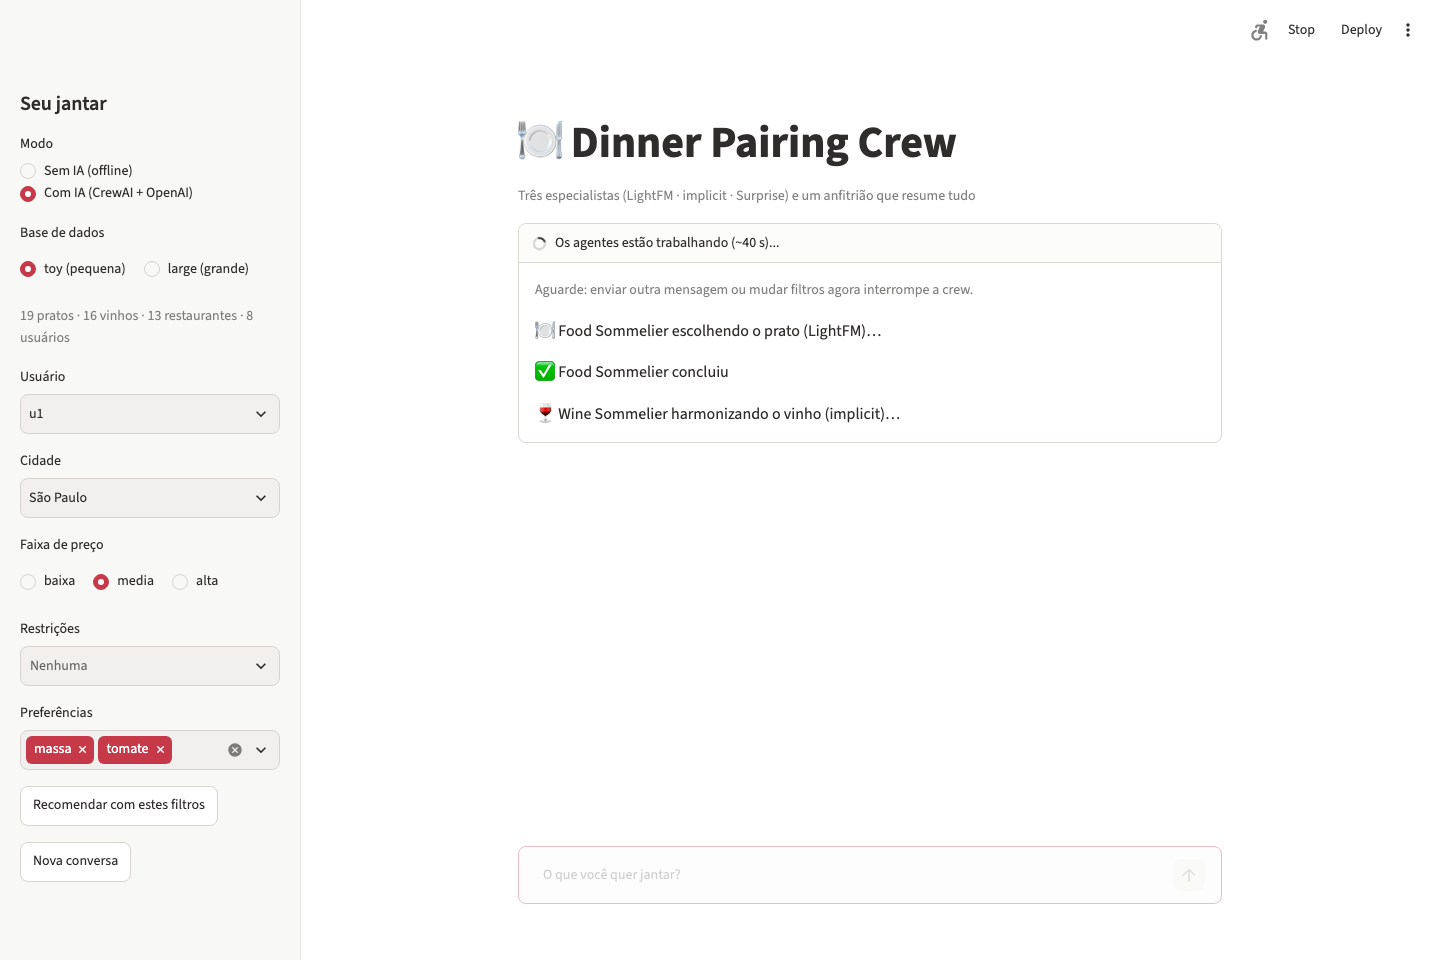 Stop
Deploy
Seu jantar
Modo
Sem IA (offline)
Com IA (CrewAI + OpenAI)
Base de dados
toy (pequena)
large (grande)
19 pratos · 16 vinhos · 13 restaurantes · 8
usuários
Usuário
u1
Cidade
São Paulo
Faixa de preço
baixa
media
alta
Restrições
Nenhuma
Preferências
massa
tomate
Recomendar com estes filtros
Nova conversa
Dinner Pairing Crew
Três especialistas (LightFM · implicit · Surprise) e um anfitrião que resume tudo
Os agentes estão trabalhando (~40 s)...
Aguarde: enviar outra mensagem ou mudar filtros agora interrompe a crew.
Food Sommelier escolhendo o prato (LightFM)...
Food Sommelier concluiu
Wine Sommelier harmonizando o vinho (implicit)...
O que você quer jantar?